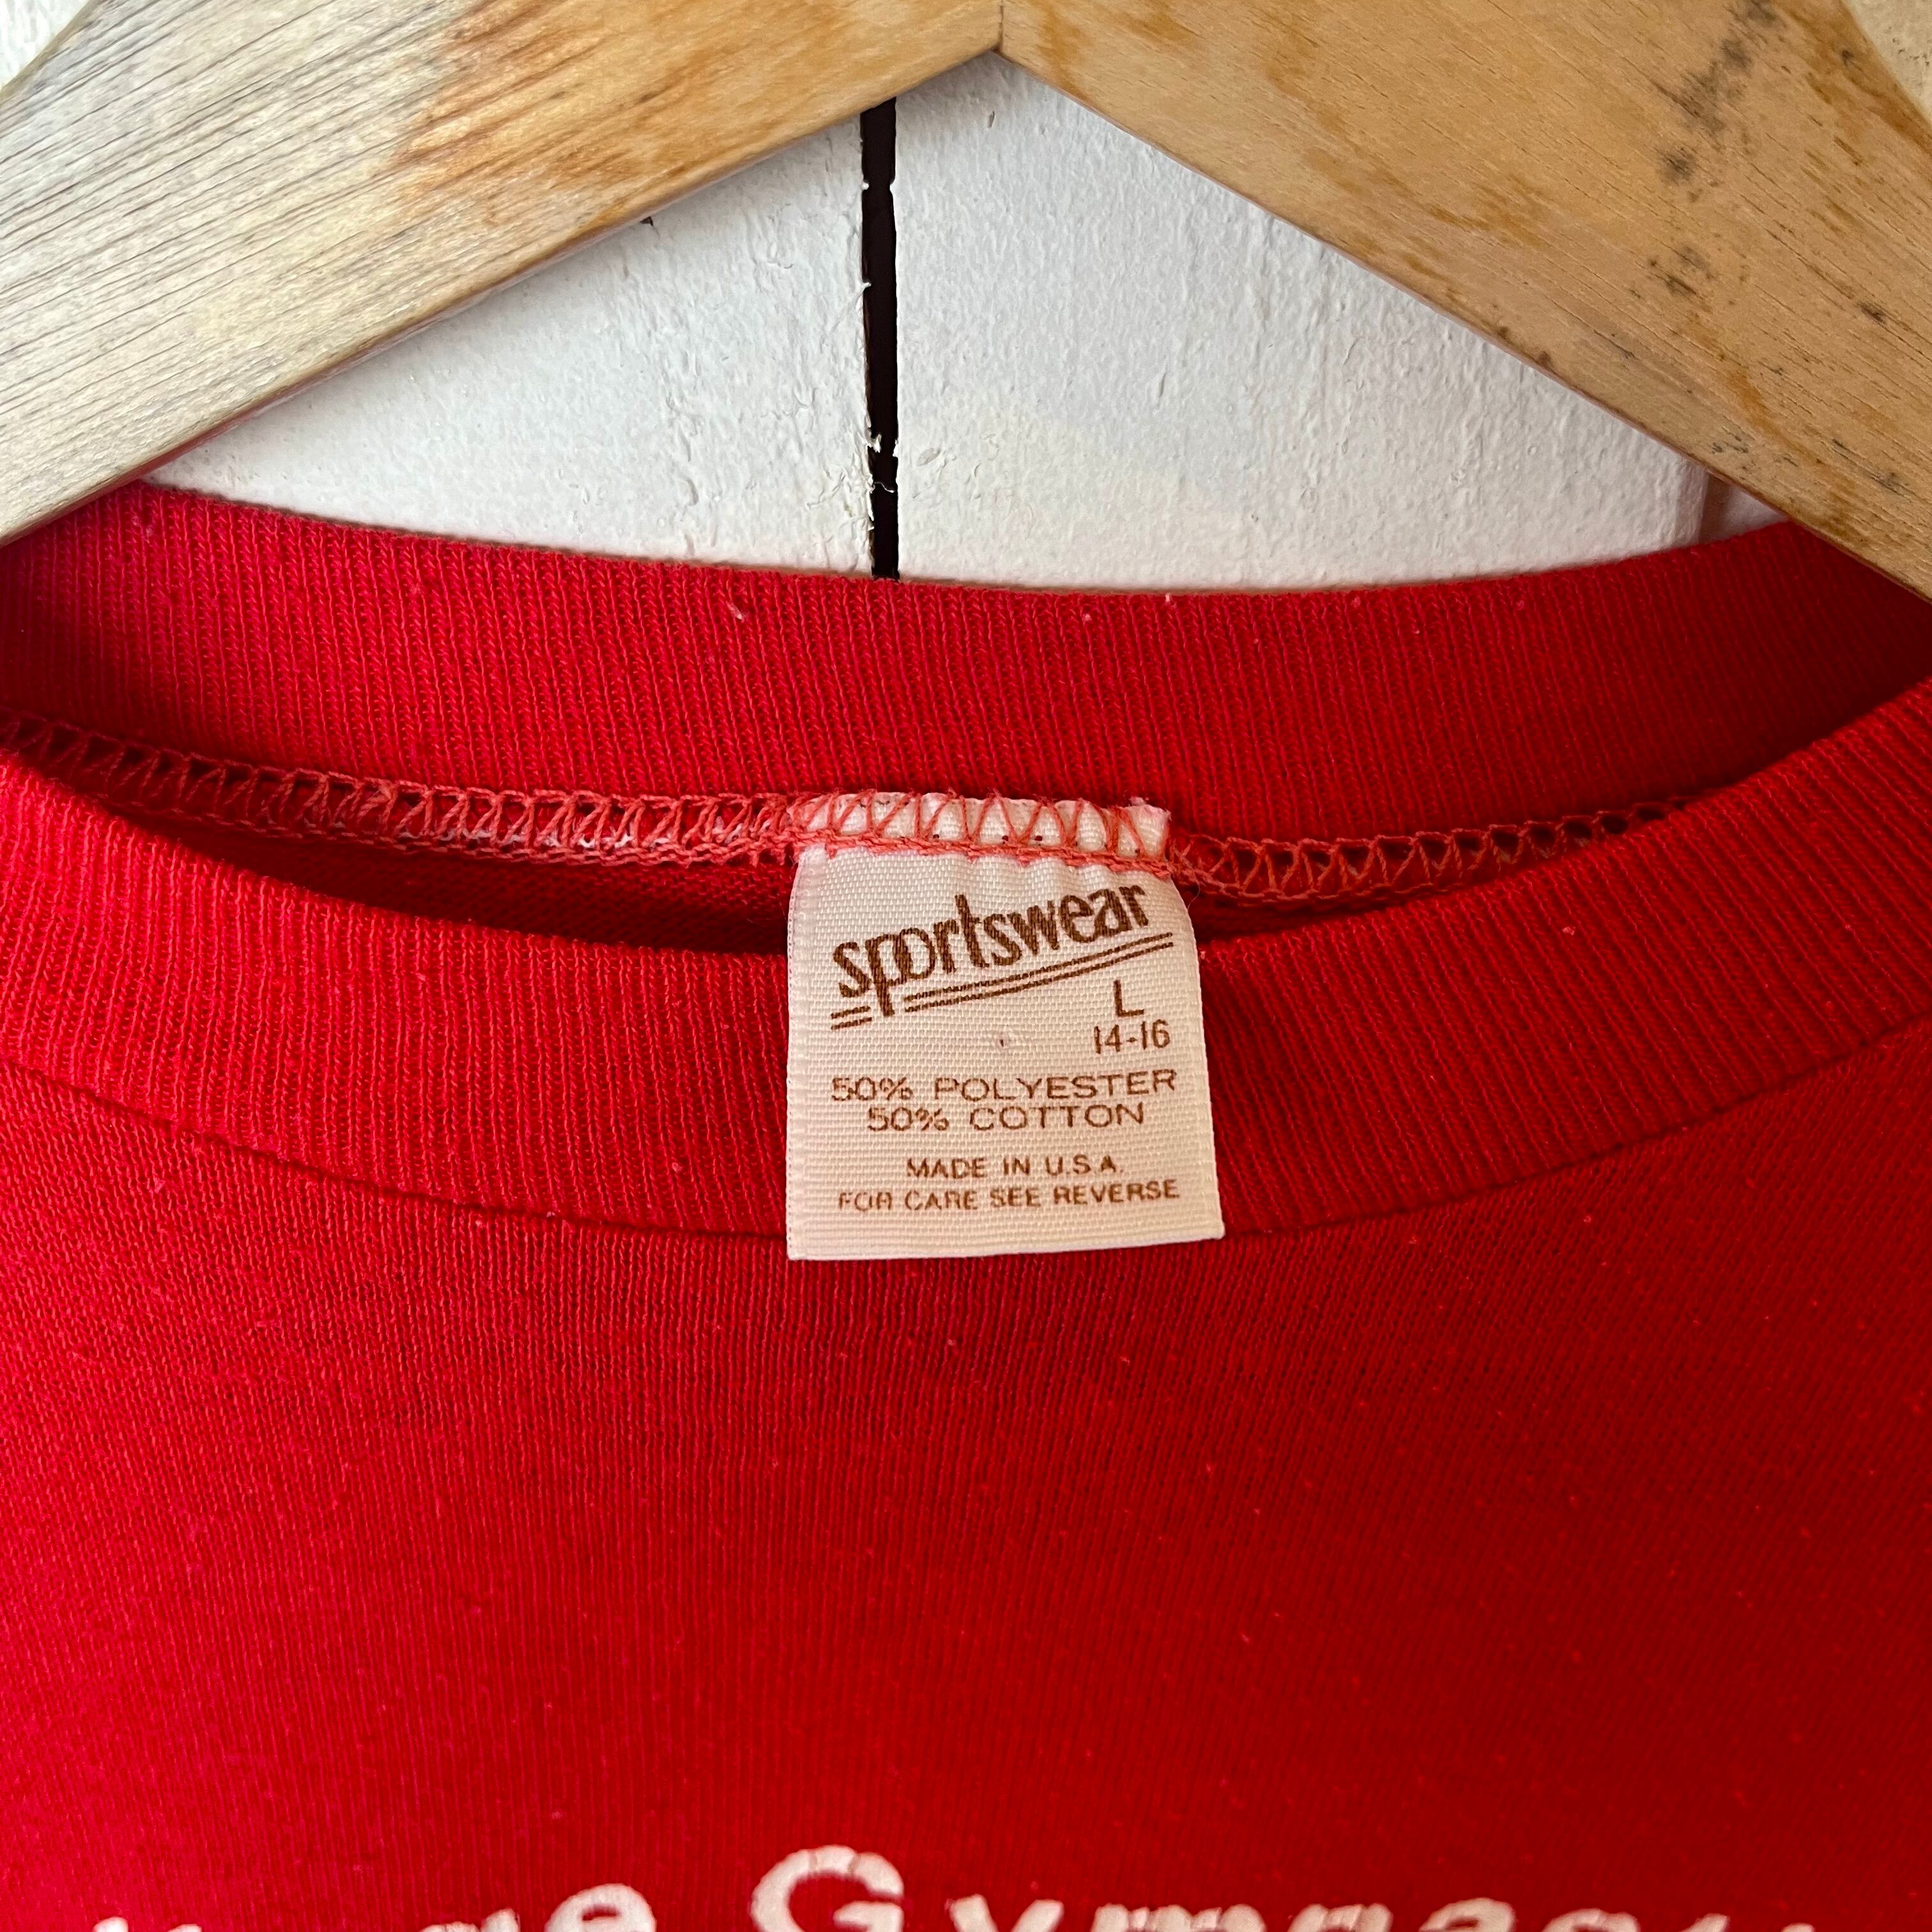 sportswear
L
14-16
50% POLYESTER
50% COTTON
MADE IN U.S.A.
FOR CARE SEE REVERSE